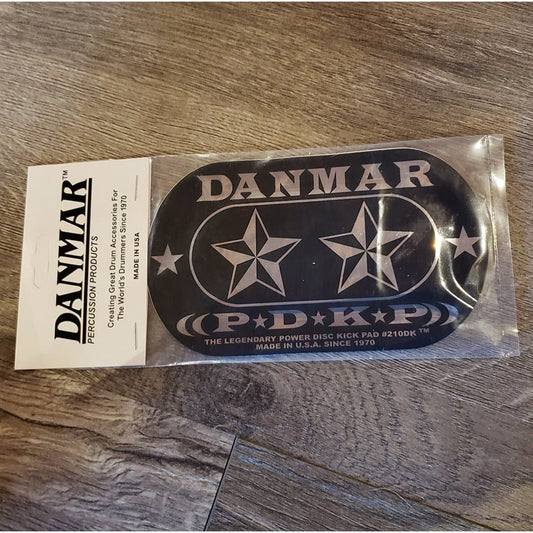 DANMAR™
PERCUSSION PRODUCTS
Creating Great Drum Accessories For
The World's Drummers Since 1970
MADE IN USA
DANMAR
((P★D★K★P))
THE LEGENDARY POWER DISC KICK PAD #210DK™
MADE IN U.S.A. SINCE 1970